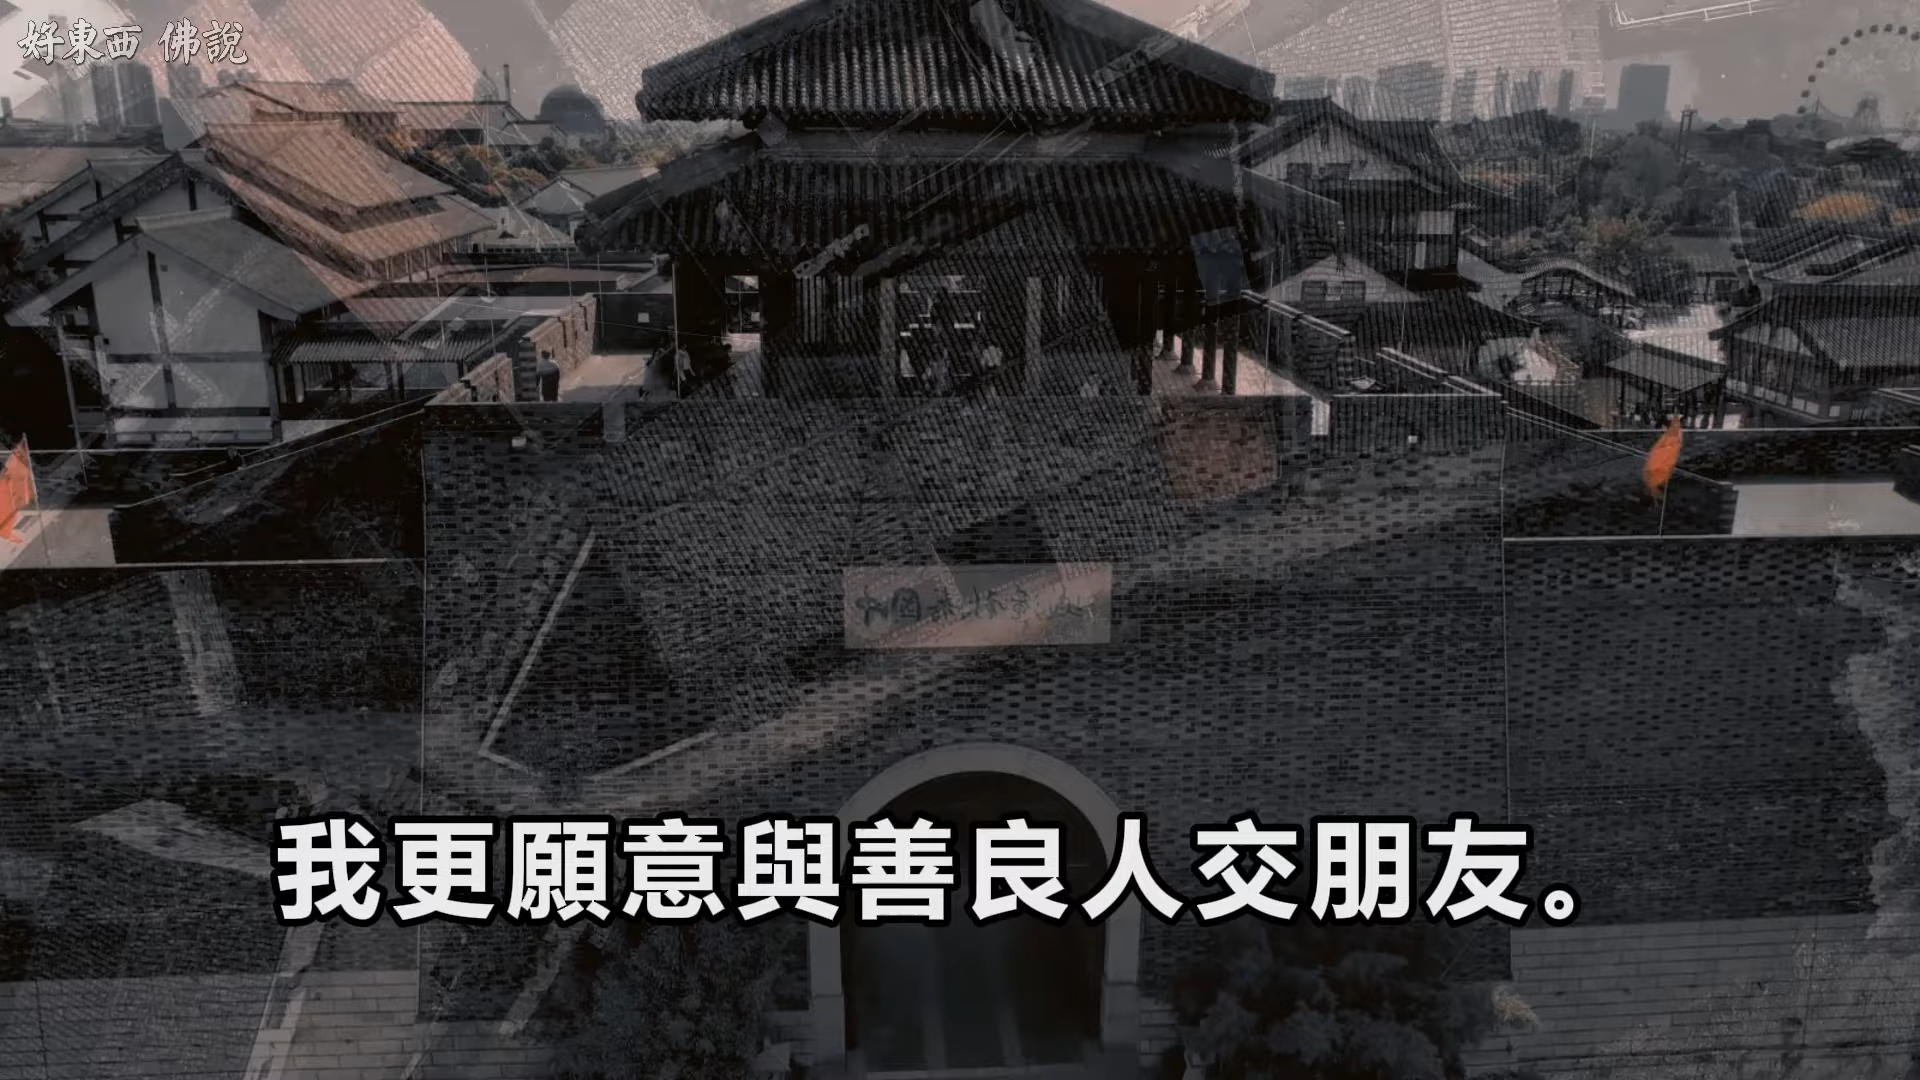 好東西 佛說
我更願意與善良人交朋友。